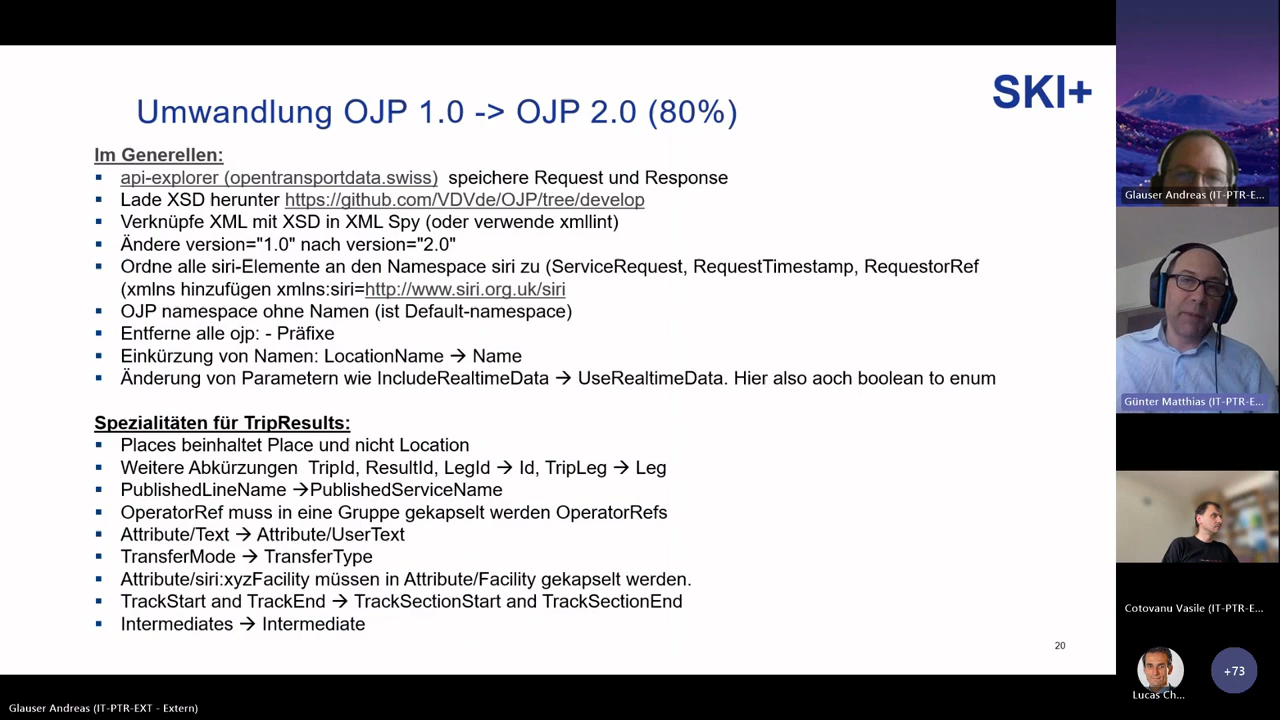 SKI+
Umwandlung OJP 1.0 -> OJP 2.0 (80%)
Im Generellen:
▪ api-explorer (opentransportdata.swiss) speichere Request und Response
▪ Lade XSD herunter https://github.com/VDVde/OJP/tree/develop
▪ Verknüpfe XML mit XSD in XML Spy (oder verwende xmllint)
▪ Ändere version="1.0" nach version="2.0"
▪ Ordne alle siri-Elemente an den Namespace siri zu (ServiceRequest, RequestTimestamp, RequestorRef
(xmlns hinzufügen xmlns:siri=http://www.siri.org.uk/siri
▪ OJP namespace ohne Namen (ist Default-namespace)
▪ Entferne alle ojp: - Präfixe
▪ Einkürzung von Namen: LocationName → Name
▪ Änderung von Parametern wie IncludeRealtimeData → UseRealtimeData. Hier also aoch boolean to enum
Spezialitäten für TripResults:
▪ Places beinhaltet Place und nicht Location
▪ Weitere Abkürzungen TripId, ResultId, LegId → Id, TripLeg → Leg
▪ PublishedLineName →PublishedServiceName
▪ OperatorRef muss in eine Gruppe gekapselt werden OperatorRefs
▪ Attribute/Text → Attribute/UserText
▪ TransferMode → TransferType
▪ Attribute/siri:xyzFacility müssen in Attribute/Facility gekapselt werden.
▪ TrackStart and TrackEnd → TrackSectionStart and TrackSectionEnd
▪ Intermediates → Intermediate
20
Glauser Andreas (IT-PTR-E...
Günter Matthias (IT-PTR-E...
Cotovanu Vasile (IT-PTR-E...
Lucas Ch...
+73
Glauser Andreas (IT-PTR-EXT - Extern)